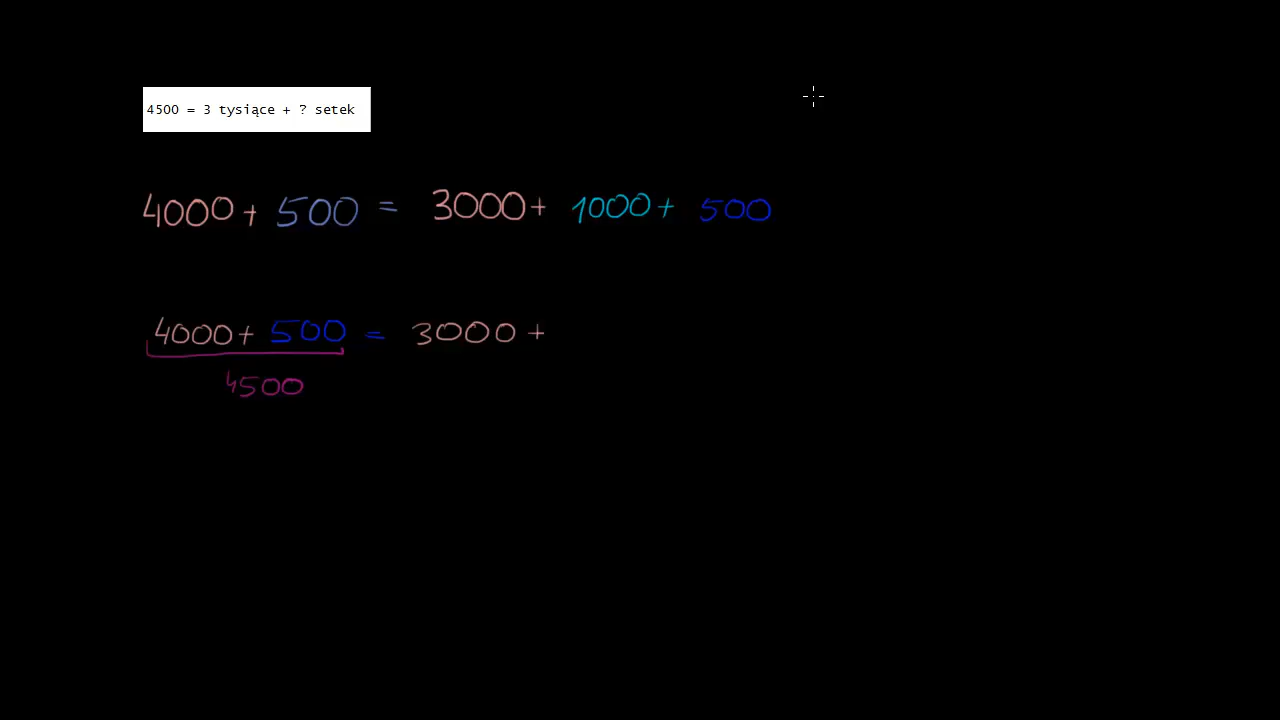 4500 = 3 tysiące + ? setek
4000 + 500 = 3000 + 1000 + 500
4000 + 500 = 3000 +
4500